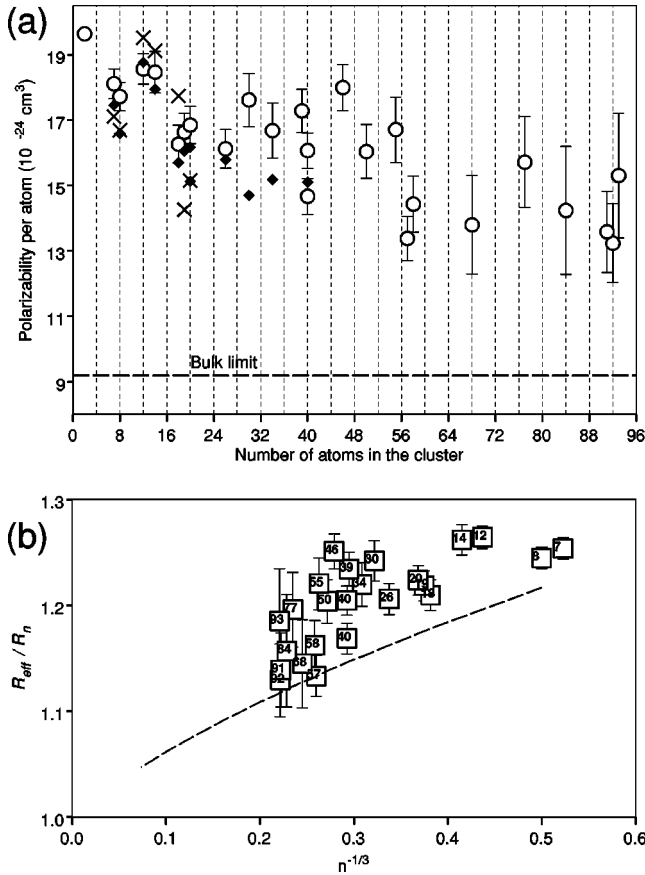 (a)
19
17
15
13
11
9
Polarizability per atom (10 ⁻²⁴ cm³)
Bulk limit
0 8 16 24 32 40 48 56 64 72 80 88 96
Number of atoms in the cluster
(b)
1.3
1.2
1.1
1.0
R_eff / R_n
46 30 14 12 8 7
39
55 34 20 19
50 40 26 18
77
93 40
84 58
91 68 57
92
0.0 0.1 0.2 0.3 0.4 0.5 0.6
n^-1/3